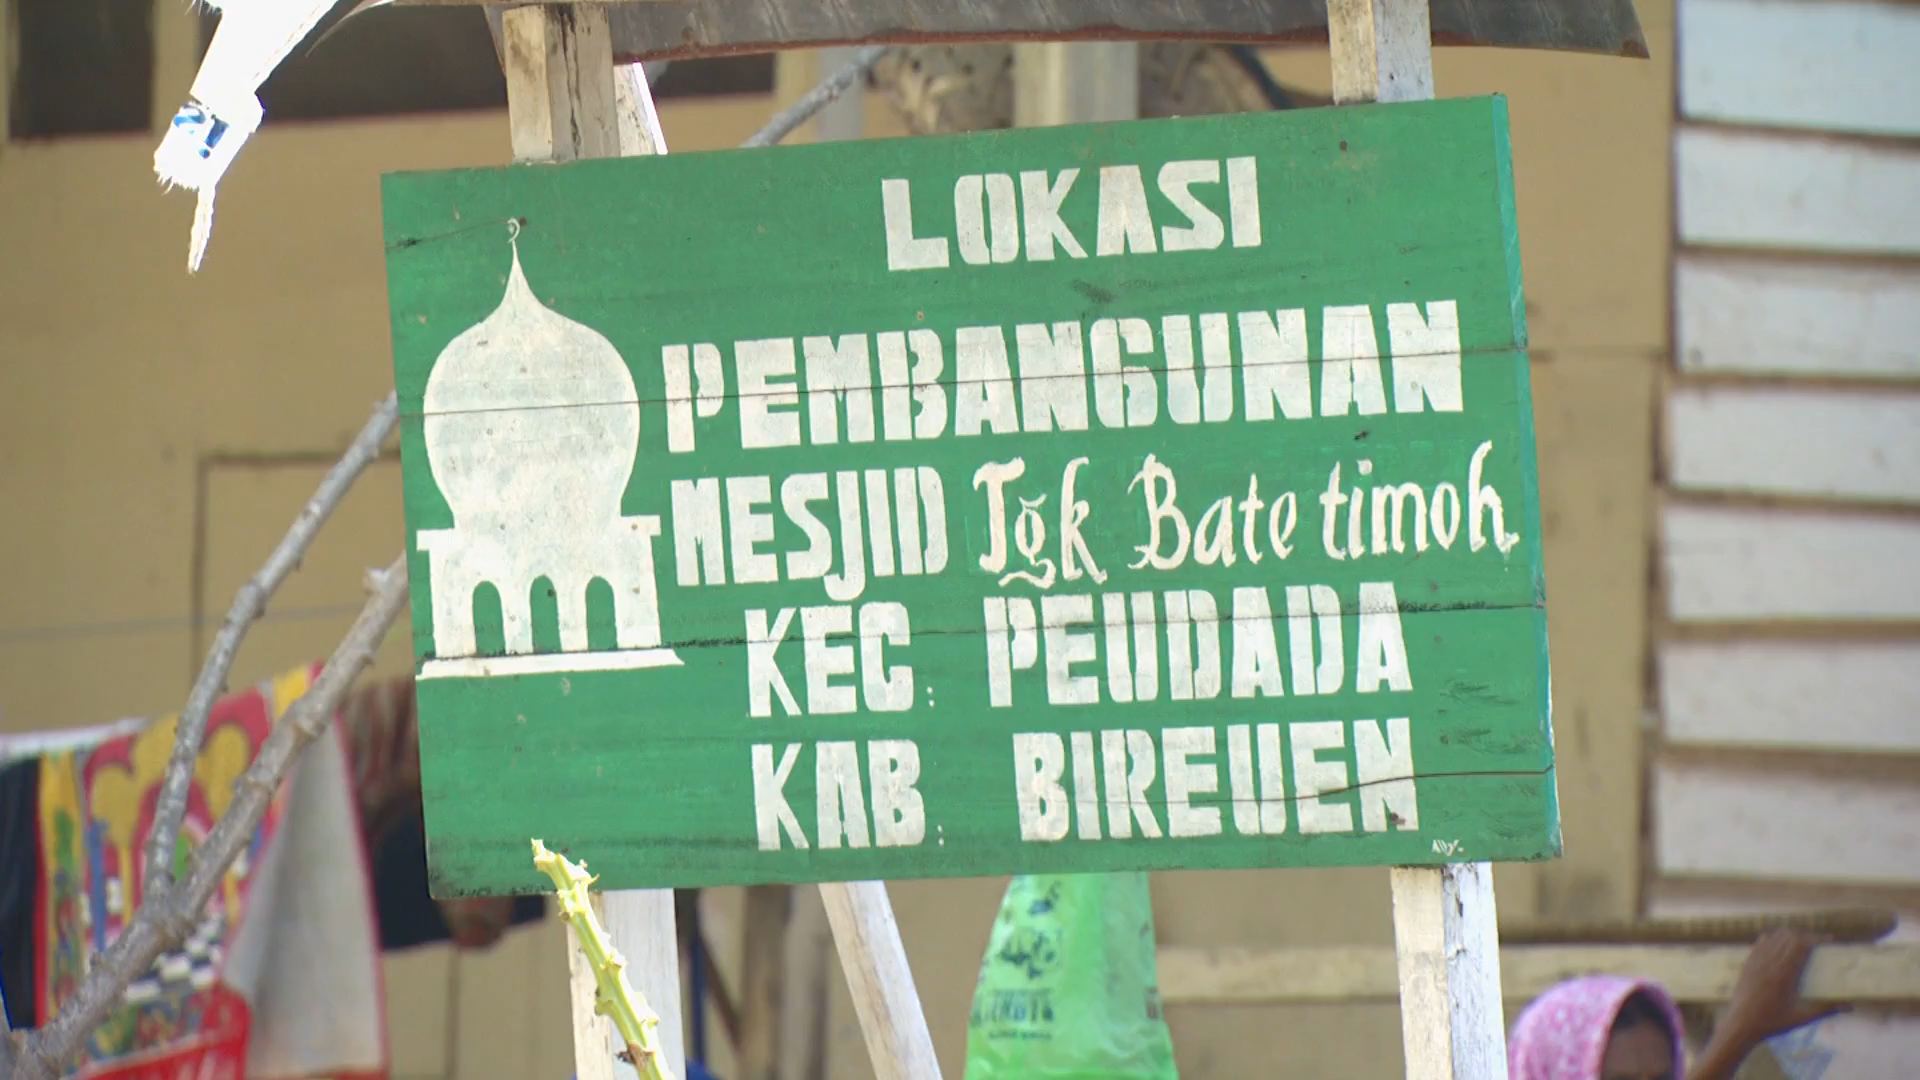 LOKASI
PEMBANGUNAN
MESJID Tgk Bate timoh
KEC: PEUDADA
KAB: BIREUEN